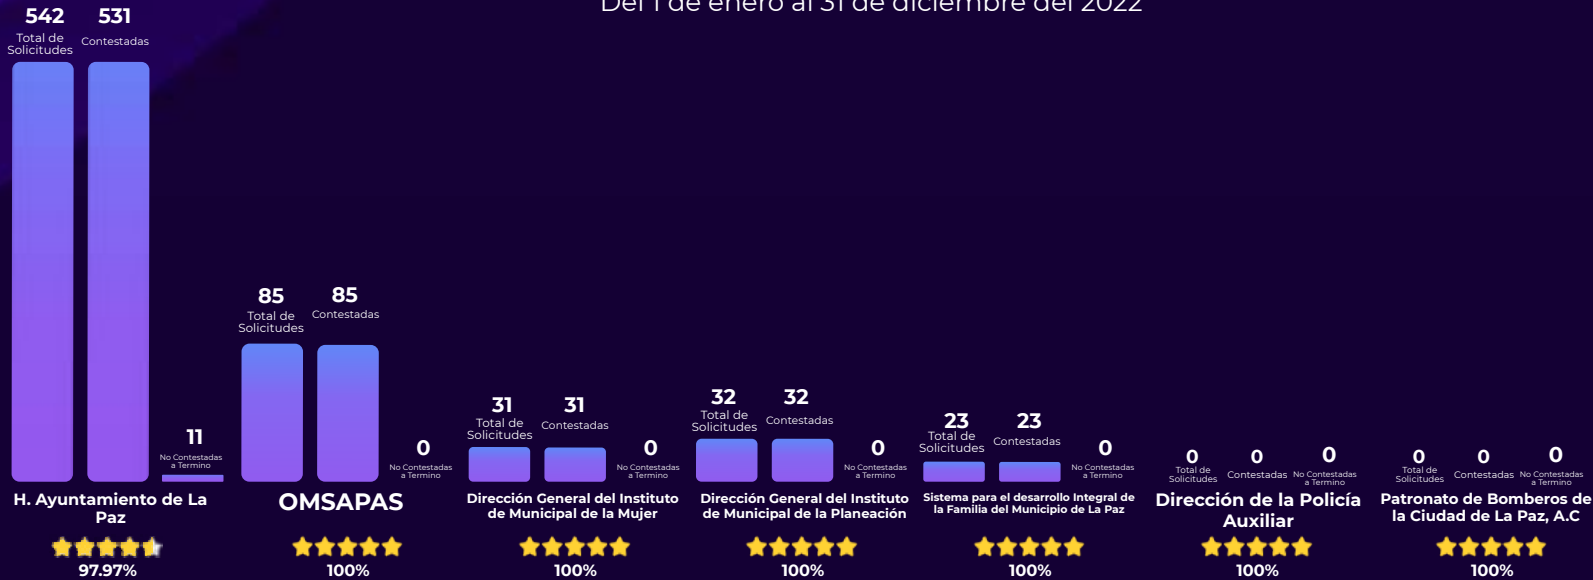 Del 1 de enero al 31 de diciembre del 2022
542
Total de
Solicitudes
531
Contestadas
11
No Contestadas
a Termino
H. Ayuntamiento de La
Paz
97.97%
85
Total de
Solicitudes
85
Contestadas
0
No Contestadas
a Termino
OMSAPAS
100%
31
Total de
Solicitudes
31
Contestadas
0
No Contestadas
a Termino
Dirección General del Instituto
de Municipal de la Mujer
100%
32
Total de
Solicitudes
32
Contestadas
0
No Contestadas
a Termino
Dirección General del Instituto
de Municipal de la Planeación
100%
23
Total de
Solicitudes
23
Contestadas
0
No Contestadas
a Termino
Sistema para el desarrollo Integral de
la Familia del Municipio de La Paz
100%
0
Total de
Solicitudes
0
Contestadas
0
No Contestadas
a Termino
Dirección de la Policía
Auxiliar
100%
0
Total de
Solicitudes
0
Contestadas
0
No Contestadas
a Termino
Patronato de Bomberos de
la Ciudad de La Paz, A.C
100%